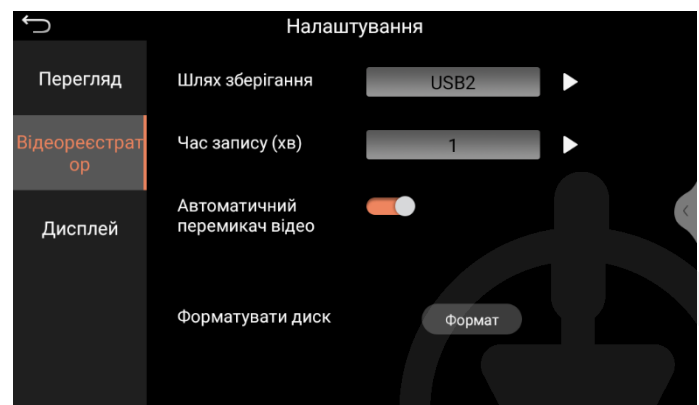 Налаштування
Перегляд
Шлях зберігання
USB2
Відеореєстрат
ор
Час запису (хв)
1
Автоматичний
перемикач відео
Дисплей
Форматувати диск
Формат